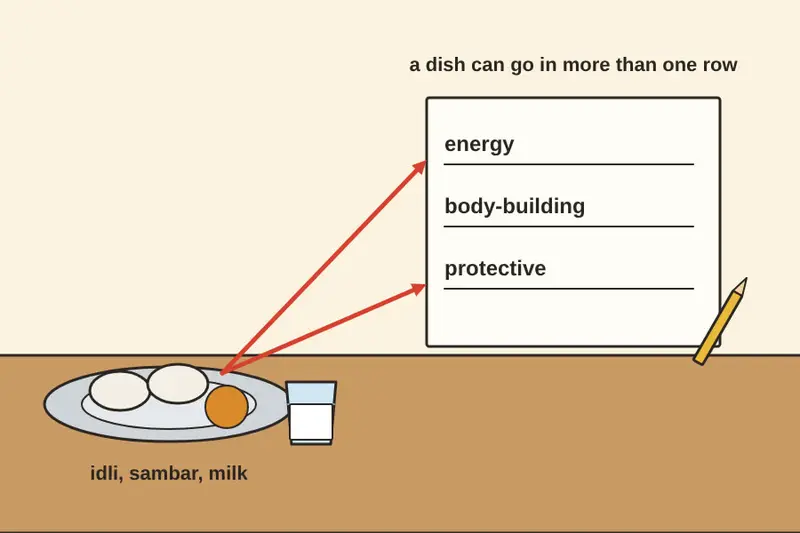 a dish can go in more than one row
energy
body-building
protective
idli, sambar, milk